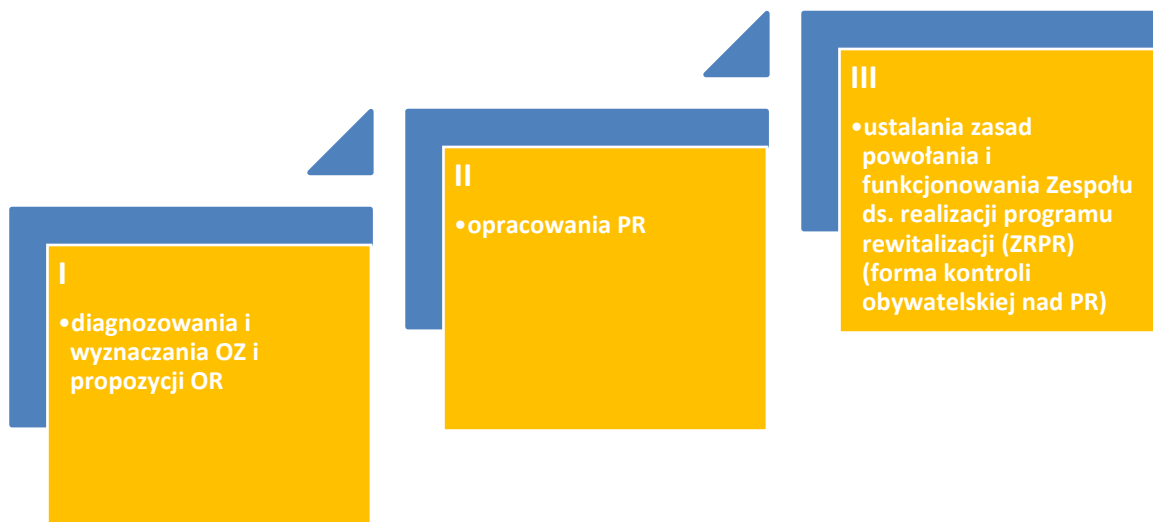 I
•diagnozowania i
wyznaczania OZ i
propozycji OR
II
•opracowania PR
III
•ustalania zasad
powołania i
funkcjonowania Zespołu
ds. realizacji programu
rewitalizacji (ZRPR)
(forma kontroli
obywatelskiej nad PR)